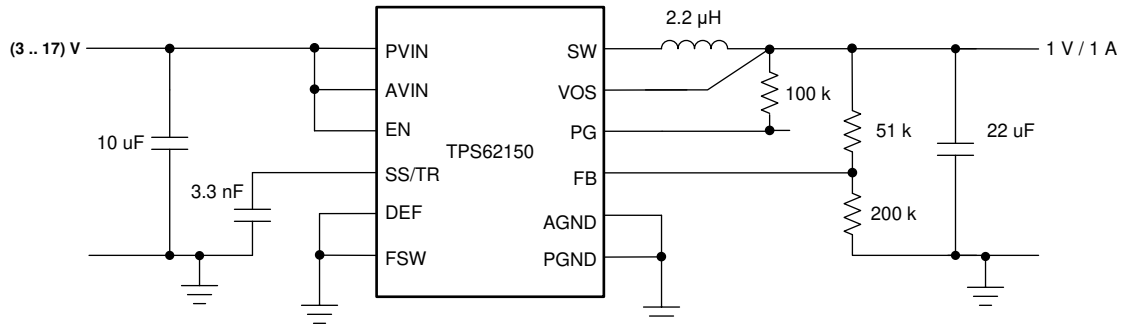 2.2 µH
(3 .. 17) V
PVIN
SW
1 V / 1 A
AVIN
VOS
100 k
EN
PG
10 uF
TPS62150
51 k
22 uF
3.3 nF
SS/TR
FB
DEF
AGND
200 k
FSW
PGND